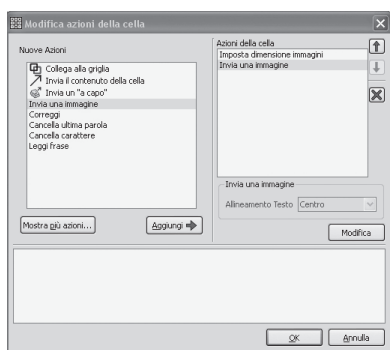 Modifica azioni della cella
Nuove Azioni
Collega alla griglia
Invia il contenuto della cella
Invia un "a capo"
Invia una immagine
Correggi
Cancella ultima parola
Cancella carattere
Leggi frase
Mostra più azioni...
Aggiungi
Azioni della cella
Imposta dimensione immagini
Invia una immagine
Invia una immagine
Allineamento Testo Centro
Modifica
OK Annulla